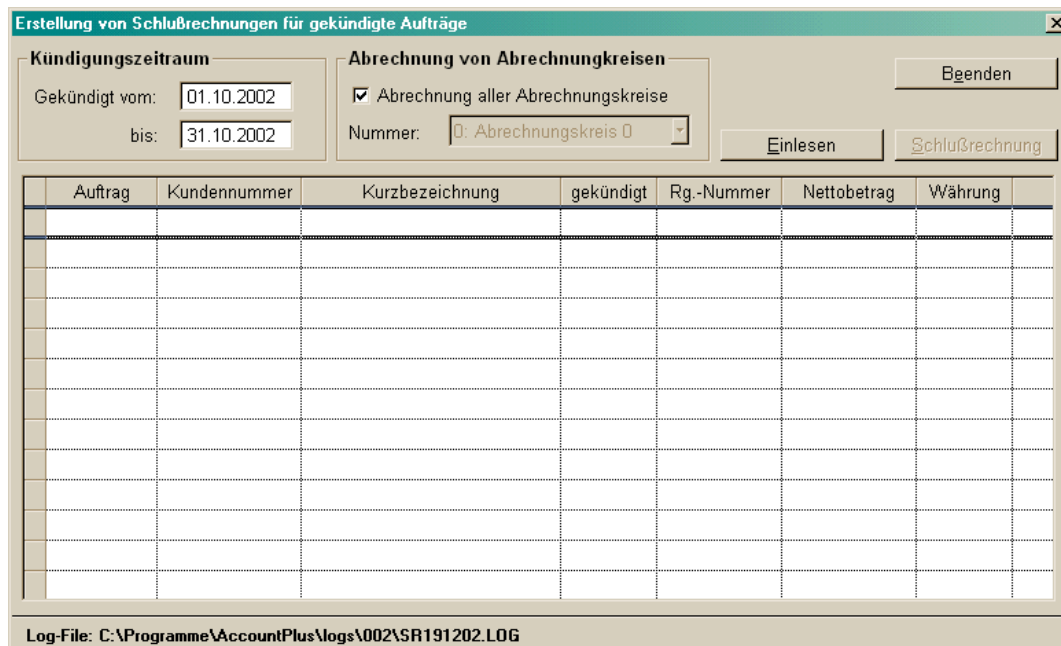 Erstellung von Schlußrechnungen für gekündigte Aufträge
Kündigungszeitraum
Gekündigt vom: 01.10.2002
bis: 31.10.2002
Abrechnung von Abrechnungkreisen
Abrechnung aller Abrechnungskreise
Nummer: 0: Abrechnungskreis 0
Beenden
Einlesen
Schlußrechnung
Auftrag Kundennummer Kurzbezeichnung gekündigt Rg.-Nummer Nettobetrag Währung
Log-File: C:\Programme\AccountPlus\logs\002\SR191202.LOG